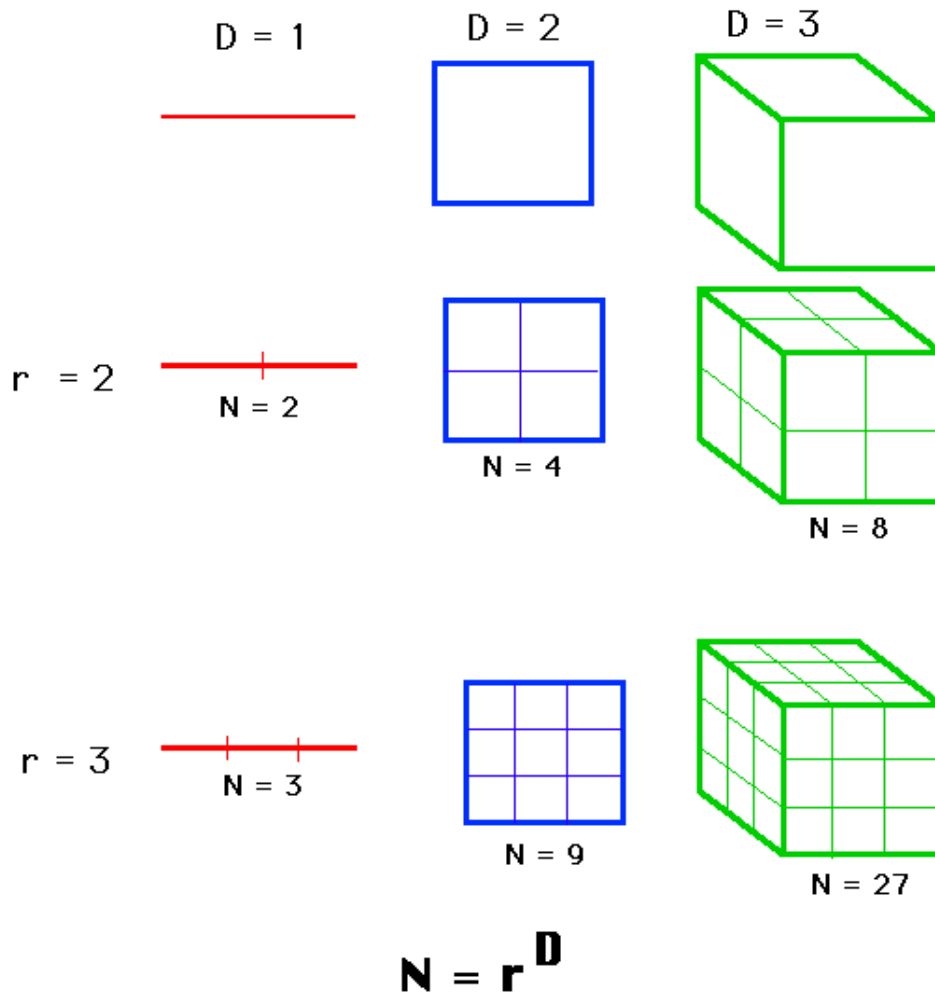 D = 1 D = 2 D = 3
r = 2
N = 2
N = 4
N = 8
r = 3
N = 3
N = 9
N = 27
N = r^D